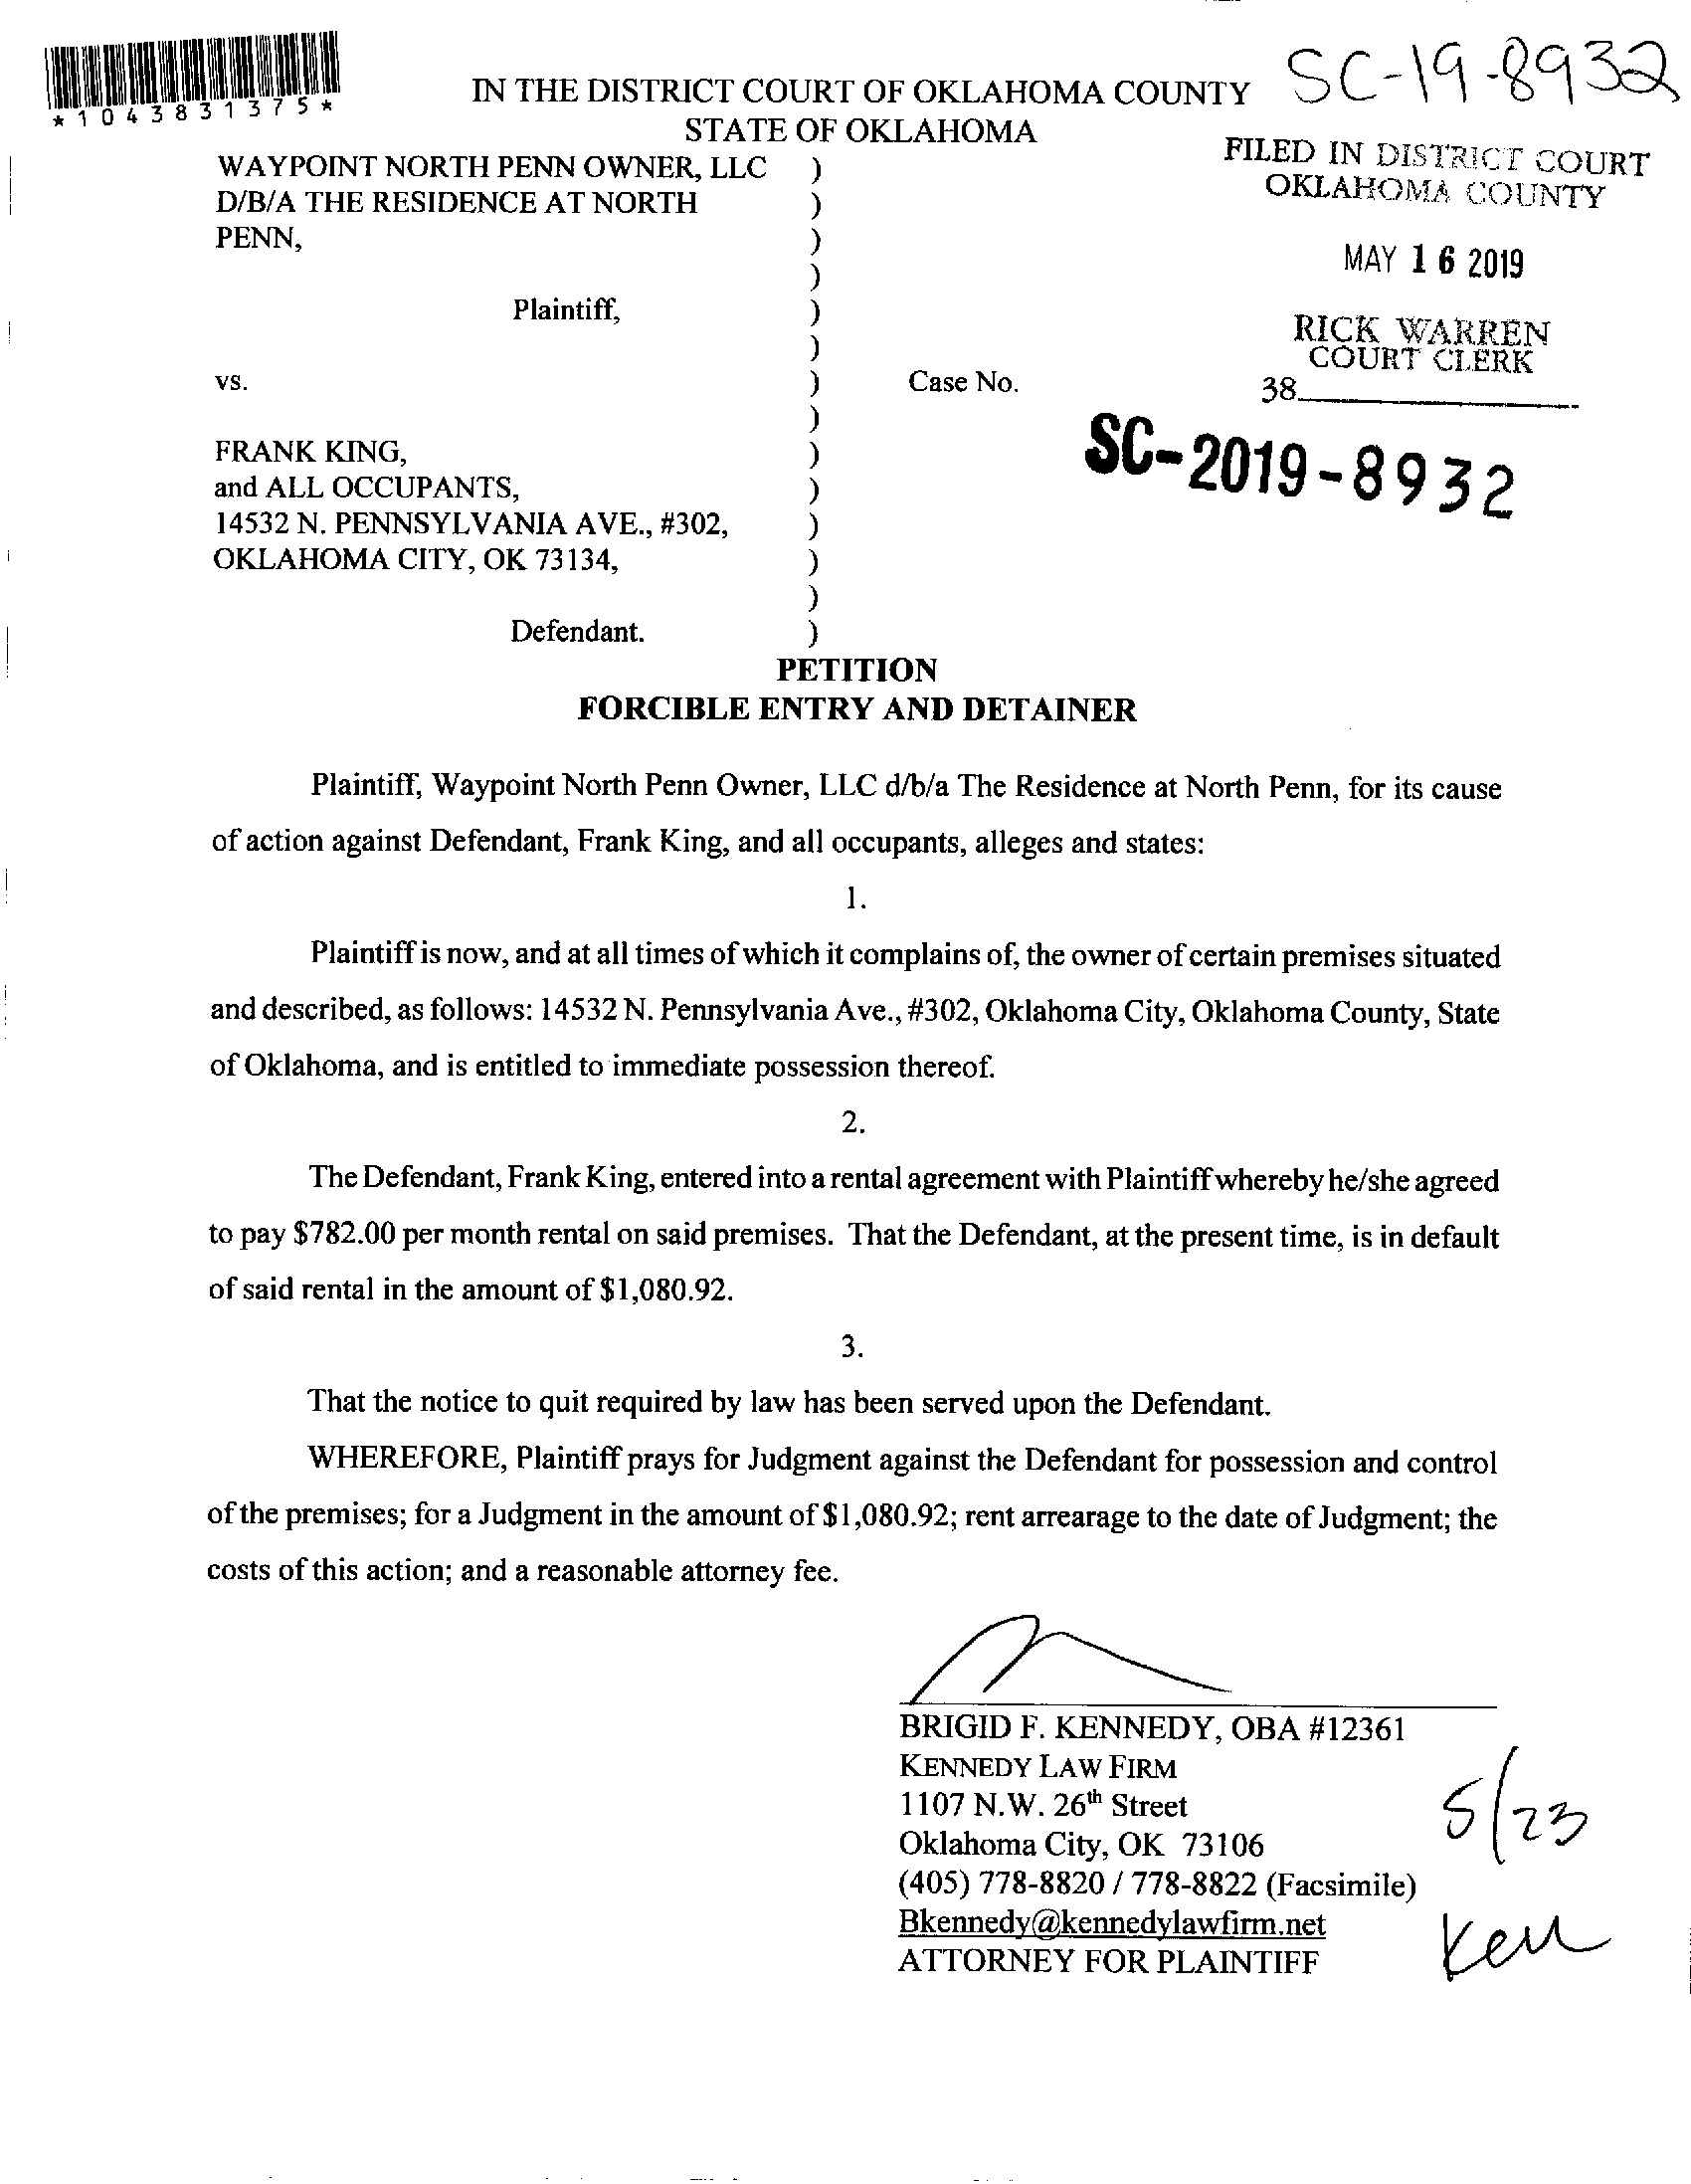 SC-19-8932
*1043831375*
IN THE DISTRICT COURT OF OKLAHOMA COUNTY
STATE OF OKLAHOMA
FILED IN DISTRICT COURT
OKLAHOMA COUNTY
MAY 16 2019
RICK WARREN
COURT CLERK
38
WAYPOINT NORTH PENN OWNER, LLC )
D/B/A THE RESIDENCE AT NORTH )
PENN, )
)
Plaintiff, )
)
vs. ) Case No.
)
SC-2019-8932
FRANK KING, )
and ALL OCCUPANTS, )
14532 N. PENNSYLVANIA AVE., #302, )
OKLAHOMA CITY, OK 73134, )
)
Defendant. )
PETITION
FORCIBLE ENTRY AND DETAINER
Plaintiff, Waypoint North Penn Owner, LLC d/b/a The Residence at North Penn, for its cause
of action against Defendant, Frank King, and all occupants, alleges and states:
1.
Plaintiff is now, and at all times of which it complains of, the owner of certain premises situated
and described, as follows: 14532 N. Pennsylvania Ave., #302, Oklahoma City, Oklahoma County, State
of Oklahoma, and is entitled to immediate possession thereof.
2.
The Defendant, Frank King, entered into a rental agreement with Plaintiff whereby he/she agreed
to pay $782.00 per month rental on said premises. That the Defendant, at the present time, is in default
of said rental in the amount of $1,080.92.
3.
That the notice to quit required by law has been served upon the Defendant.
WHEREFORE, Plaintiff prays for Judgment against the Defendant for possession and control
of the premises; for a Judgment in the amount of $1,080.92; rent arrearage to the date of Judgment; the
costs of this action; and a reasonable attorney fee.
BRIGID F. KENNEDY, OBA #12361
KENNEDY LAW FIRM
1107 N.W. 26th Street
Oklahoma City, OK 73106
(405) 778-8820 / 778-8822 (Facsimile)
Bkennedy@kennedylawfirm.net
ATTORNEY FOR PLAINTIFF
5/23